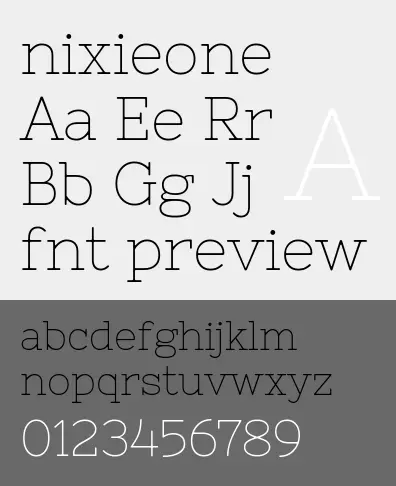 nixieone
Aa Ee Rr
A
Bb Gg Jj
fnt preview
abcdefghijklm
nopqrstuvwxyz
0123456789